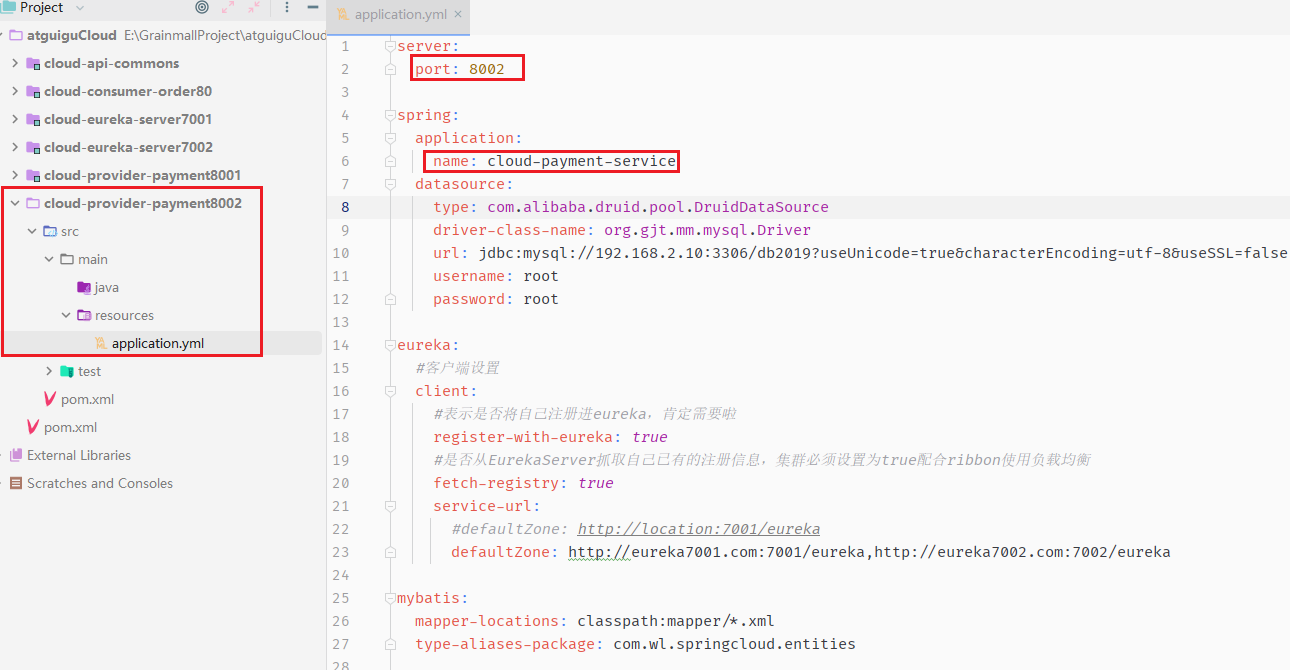 Project
atguiguCloud E:\GrainmallProject\atguiguCloud
cloud-api-commons
cloud-consumer-order80
cloud-eureka-server7001
cloud-eureka-server7002
cloud-provider-payment8001
cloud-provider-payment8002
src
main
java
resources
application.yml
test
pom.xml
pom.xml
External Libraries
Scratches and Consoles
application.yml ×
1 server:
2 port: 8002
3
4 spring:
5 application:
6 name: cloud-payment-service
7 datasource:
8 type: com.alibaba.druid.pool.DruidDataSource
9 driver-class-name: org.gjt.mm.mysql.Driver
10 url: jdbc:mysql://192.168.2.10:3306/db2019?useUnicode=true&characterEncoding=utf-8&useSSL=false
11 username: root
12 password: root
13
14 eureka:
15 #客户端设置
16 client:
17 #表示是否将自己注册进eureka，肯定需要啦
18 register-with-eureka: true
19 #是否从EurekaServer抓取自己已有的注册信息，集群必须设置为true配合ribbon使用负载均衡
20 fetch-registry: true
21 service-url:
22 #defaultZone: http://location:7001/eureka
23 defaultZone: http://eureka7001.com:7001/eureka,http://eureka7002.com:7002/eureka
24
25 mybatis:
26 mapper-locations: classpath:mapper/*.xml
27 type-aliases-package: com.wl.springcloud.entities
28